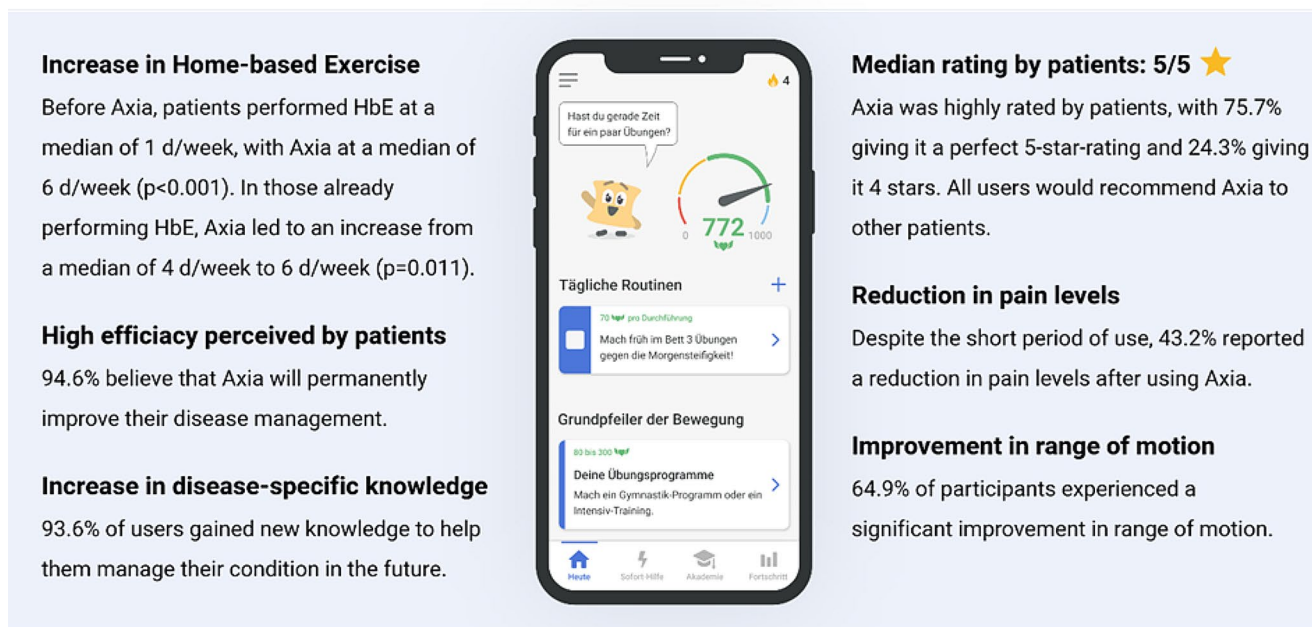 Increase in Home-based Exercise
Before Axia, patients performed HbE at a
median of 1 d/week, with Axia at a median of
6 d/week (p<0.001). In those already
performing HbE, Axia led to an increase from
a median of 4 d/week to 6 d/week (p=0.011).
High efficiacy perceived by patients
94.6% believe that Axia will permanently
improve their disease management.
Increase in disease-specific knowledge
93.6% of users gained new knowledge to help
them manage their condition in the future.
4
Hast du gerade Zeit
für ein paar Übungen?
772
0
1000
Tägliche Routinen
70 pro Durchführung
Mach früh im Bett 3 Übungen
gegen die Morgensteifigkeit!
Grundpfeiler der Bewegung
80 bis 300
Deine Übungsprogramme
Mach ein Gymnastik-Programm oder ein
Intensiv-Training.
Heute
Sofort-Hilfe
Akademie
Fortschritt
Median rating by patients: 5/5
Axia was highly rated by patients, with 75.7%
giving it a perfect 5-star-rating and 24.3% giving
it 4 stars. All users would recommend Axia to
other patients.
Reduction in pain levels
Despite the short period of use, 43.2% reported
a reduction in pain levels after using Axia.
Improvement in range of motion
64.9% of participants experienced a
significant improvement in range of motion.